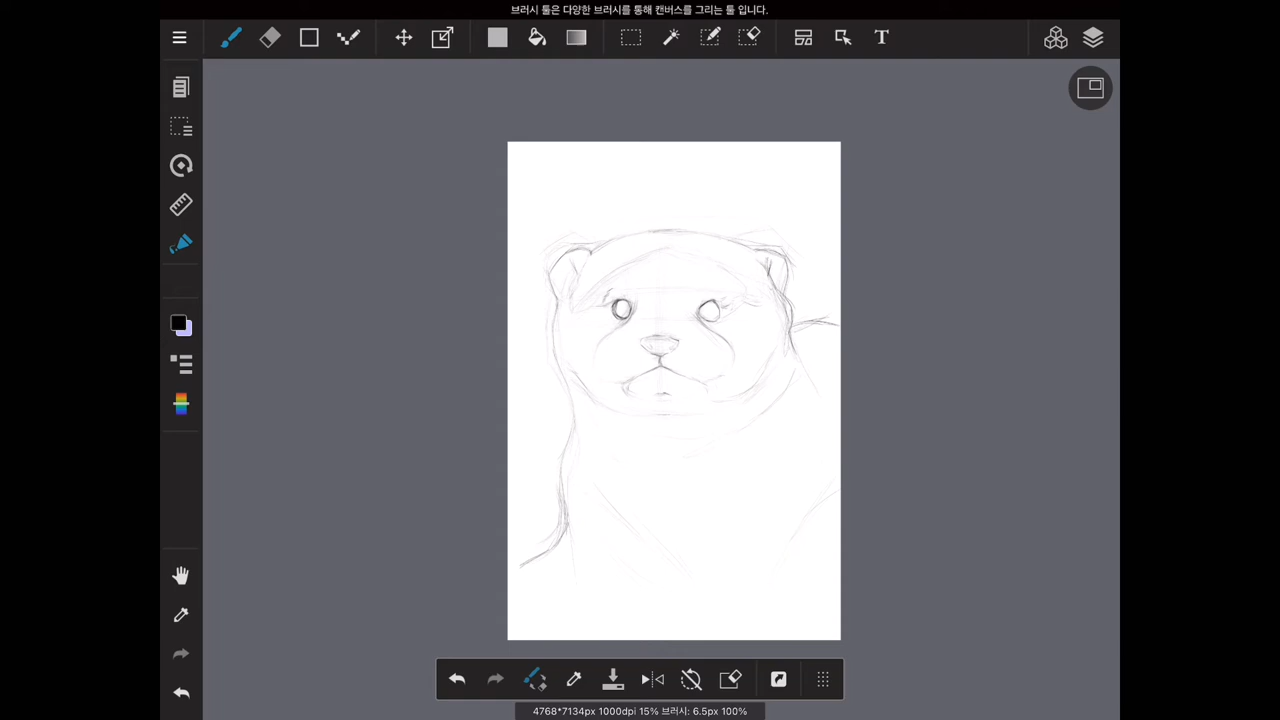 브러시 툴은 다양한 브러시를 통해 캔버스를 그리는 툴 입니다.
T
4768*7134px 1000dpi 15% 브러시: 6.5px 100%